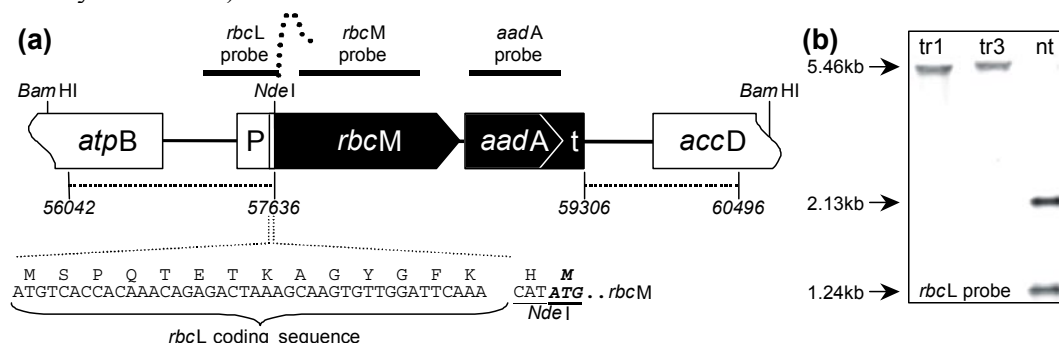 (a)
rbcL probe
rbcM probe
aadA probe
BamHI
NdeI
BamHI
atpB
P
rbcM
aadA
t
accD
56042
57636
59306
60496
M S P Q T E T K A G Y G F K H M
ATGTCACCACAAACAGAGACTAAAGCAAGTGTTGGATTCAAA CAT ATG..rbcM
NdeI
rbcL coding sequence
(b)
tr1 tr3 nt
5.46kb
2.13kb
1.24kb
rbcL probe